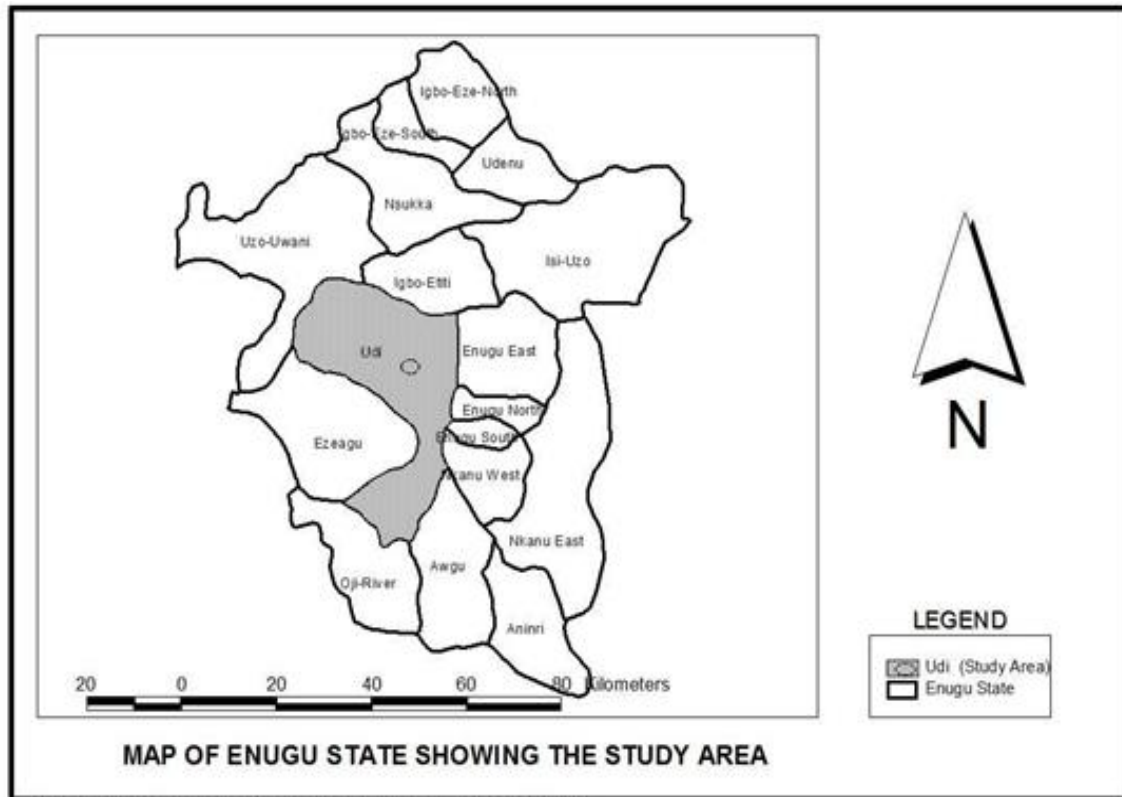 Igbo-Eze-North
Igbo-Eze-South
Udenu
Nsukka
Uzo-Uwani
Isi-Uzo
Igbo-Etiti
Udi
Enugu East
Enugu North
Enugu South
Ezeagu
Nkanu West
Nkanu East
Awgu
Oji-River
Aninri
N
LEGEND
Udi (Study Area)
Enugu State
20 0 20 40 60 80 Kilometers
MAP OF ENUGU STATE SHOWING THE STUDY AREA